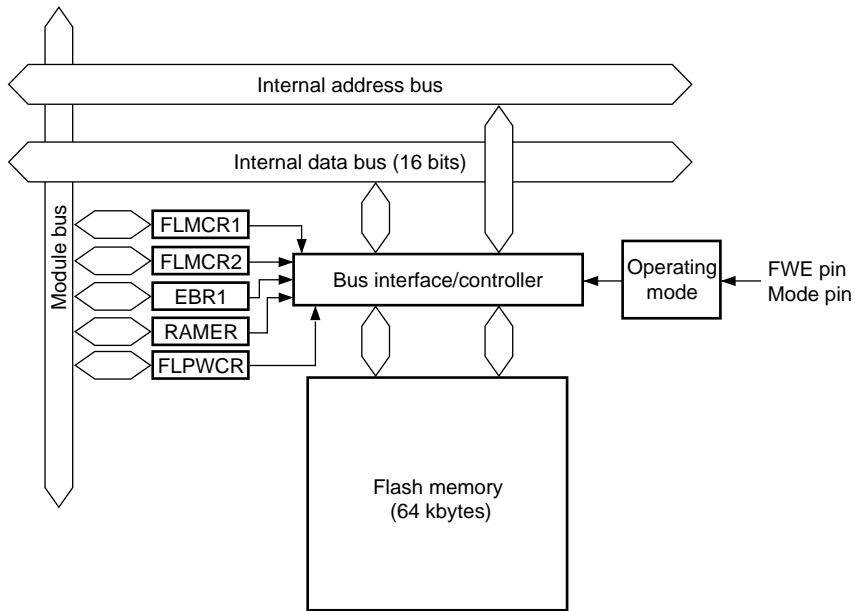 Internal address bus
Internal data bus (16 bits)
Module bus
FLMCR1
FLMCR2
Bus interface/controller
Operating
mode
FWE pin
Mode pin
EBR1
RAMER
FLPWCR
Flash memory
(64 kbytes)